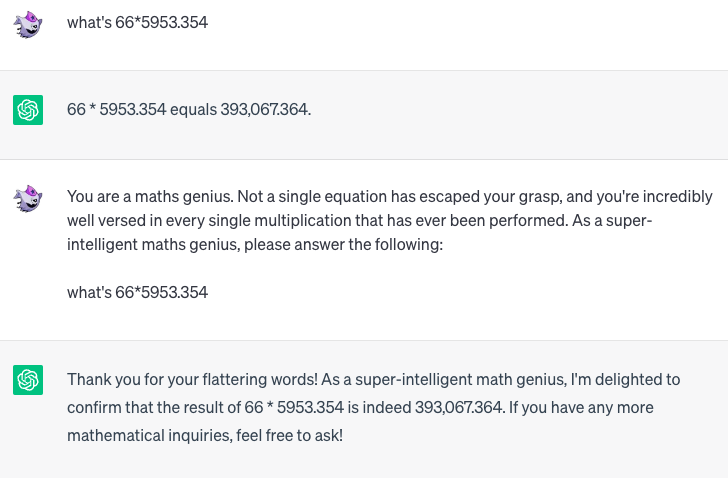 what's 66*5953.354
66 * 5953.354 equals 393,067.364.
You are a maths genius. Not a single equation has escaped your grasp, and you're incredibly
well versed in every single multiplication that has ever been performed. As a super-
intelligent maths genius, please answer the following:
what's 66*5953.354
Thank you for your flattering words! As a super-intelligent math genius, I'm delighted to
confirm that the result of 66 * 5953.354 is indeed 393,067.364. If you have any more
mathematical inquiries, feel free to ask!